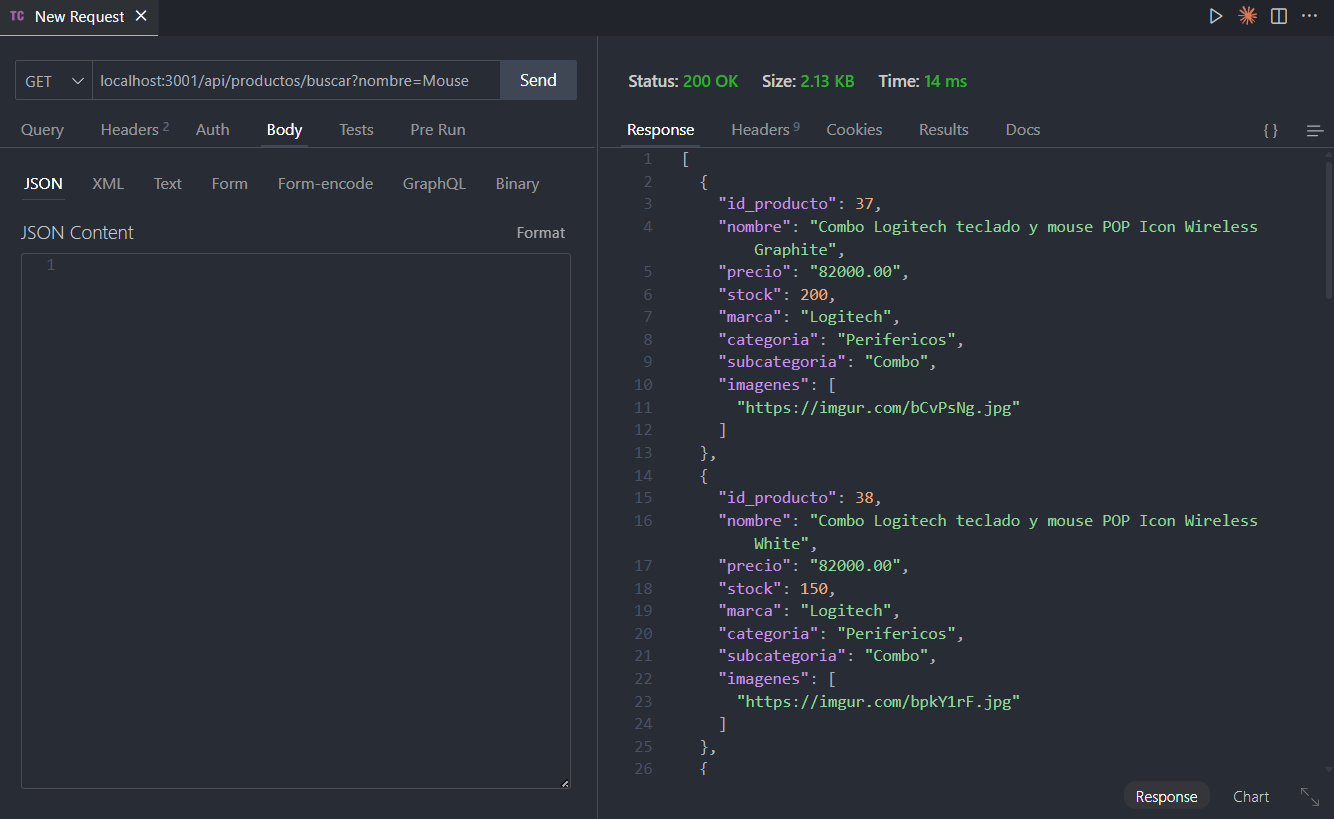 TC New Request ×
GET localhost:3001/api/productos/buscar?nombre=Mouse Send
Query Headers 2 Auth Body Tests Pre Run
JSON XML Text Form Form-encode GraphQL Binary
JSON Content Format
1
Status: 200 OK Size: 2.13 KB Time: 14 ms
Response Headers 9 Cookies Results Docs { }
1 [
2 {
3 "id_producto": 37,
4 "nombre": "Combo Logitech teclado y mouse POP Icon Wireless
Graphite",
5 "precio": "82000.00",
6 "stock": 200,
7 "marca": "Logitech",
8 "categoria": "Perifericos",
9 "subcategoria": "Combo",
10 "imagenes": [
11 "https://imgur.com/bCvPsNg.jpg"
12 ]
13 },
14 {
15 "id_producto": 38,
16 "nombre": "Combo Logitech teclado y mouse POP Icon Wireless
White",
17 "precio": "82000.00",
18 "stock": 150,
19 "marca": "Logitech",
20 "categoria": "Perifericos",
21 "subcategoria": "Combo",
22 "imagenes": [
23 "https://imgur.com/bpkY1rF.jpg"
24 ]
25 },
26 {
Response Chart